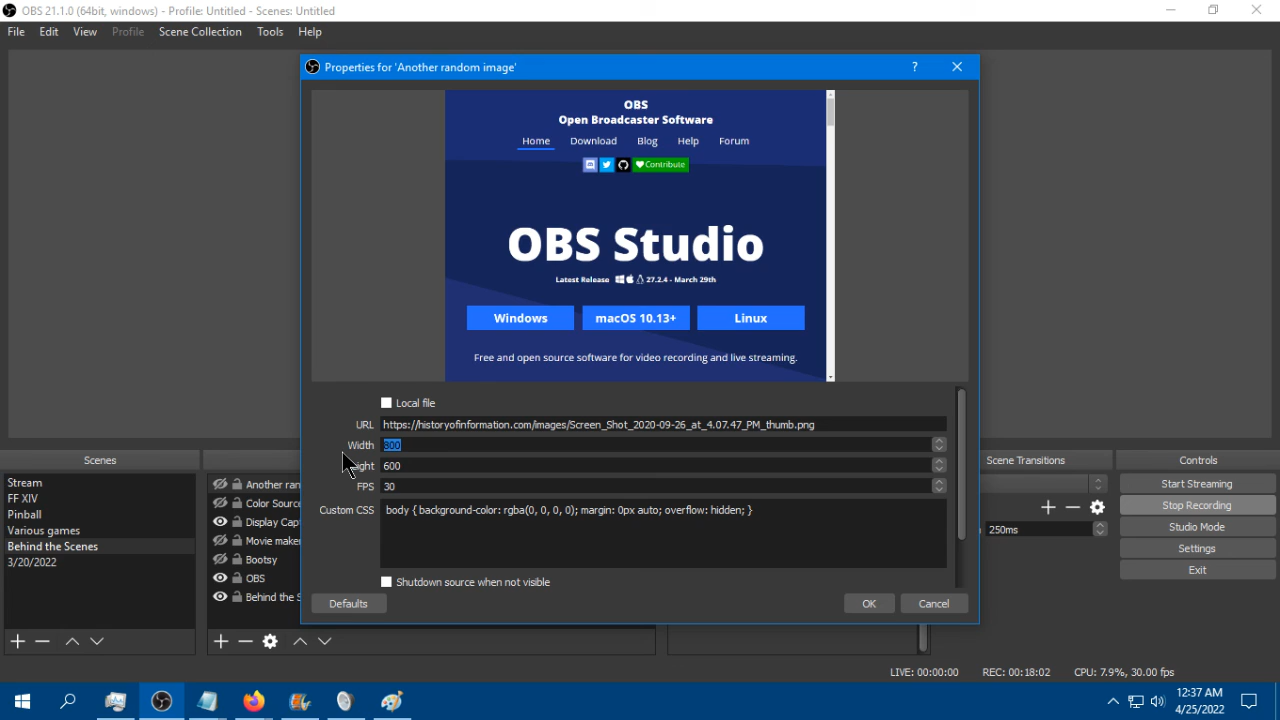 OBS 21.1.0 (64bit, windows) - Profile: Untitled - Scenes: Untitled
File Edit View Profile Scene Collection Tools Help
Properties for 'Another random image'
?
OBS
Open Broadcaster Software
Home Download Blog Help Forum
Contribute
OBS Studio
Latest Release 27.2.4 - March 29th
Windows macOS 10.13+ Linux
Free and open source software for video recording and live streaming.
Local file
URL https://historyofinformation.com/images/Screen_Shot_2020-09-26_at_4.07.47_PM_thumb.png
Width 800
600
FPS 30
Custom CSS body { background-color: rgba(0, 0, 0, 0); margin: 0px auto; overflow: hidden; }
Shutdown source when not visible
Defaults OK Cancel
Scenes
Stream
FF XIV
Pinball
Various games
Behind the Scenes
3/20/2022
Another ran
Color Source
Display Capt
Movie maker
Bootsy
OBS
Behind the S
Scene Transitions
250ms
Controls
Start Streaming
Stop Recording
Studio Mode
Settings
Exit
LIVE: 00:00:00 REC: 00:18:02 CPU: 7.9%, 30.00 fps
12:37 AM
4/25/2022